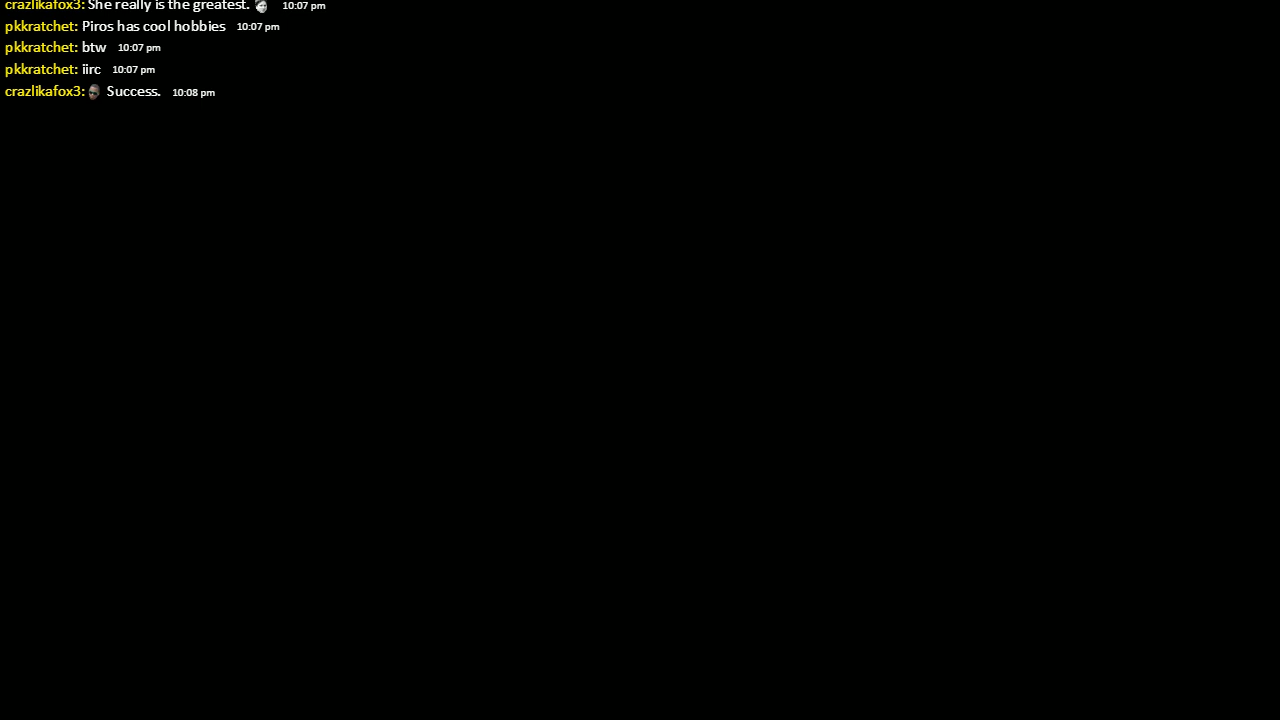 crazlikafox3: She really is the greatest. 10:07 pm
pkkratchet: Piros has cool hobbies 10:07 pm
pkkratchet: btw 10:07 pm
pkkratchet: iirc 10:07 pm
crazlikafox3: Success. 10:08 pm